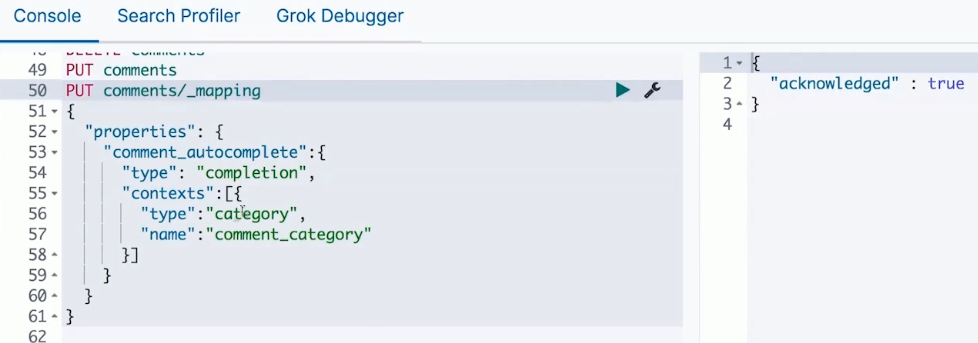 Console Search Profiler Grok Debugger
48 DELETE comments
49 PUT comments
50 PUT comments/_mapping
51 {
52 "properties": {
53 "comment_autocomplete":{
54 "type": "completion",
55 "contexts":[{
56 "type":"category",
57 "name":"comment_category"
58 }]
59 }
60 }
61 }
62
1 {
2 "acknowledged" : true
3 }
4